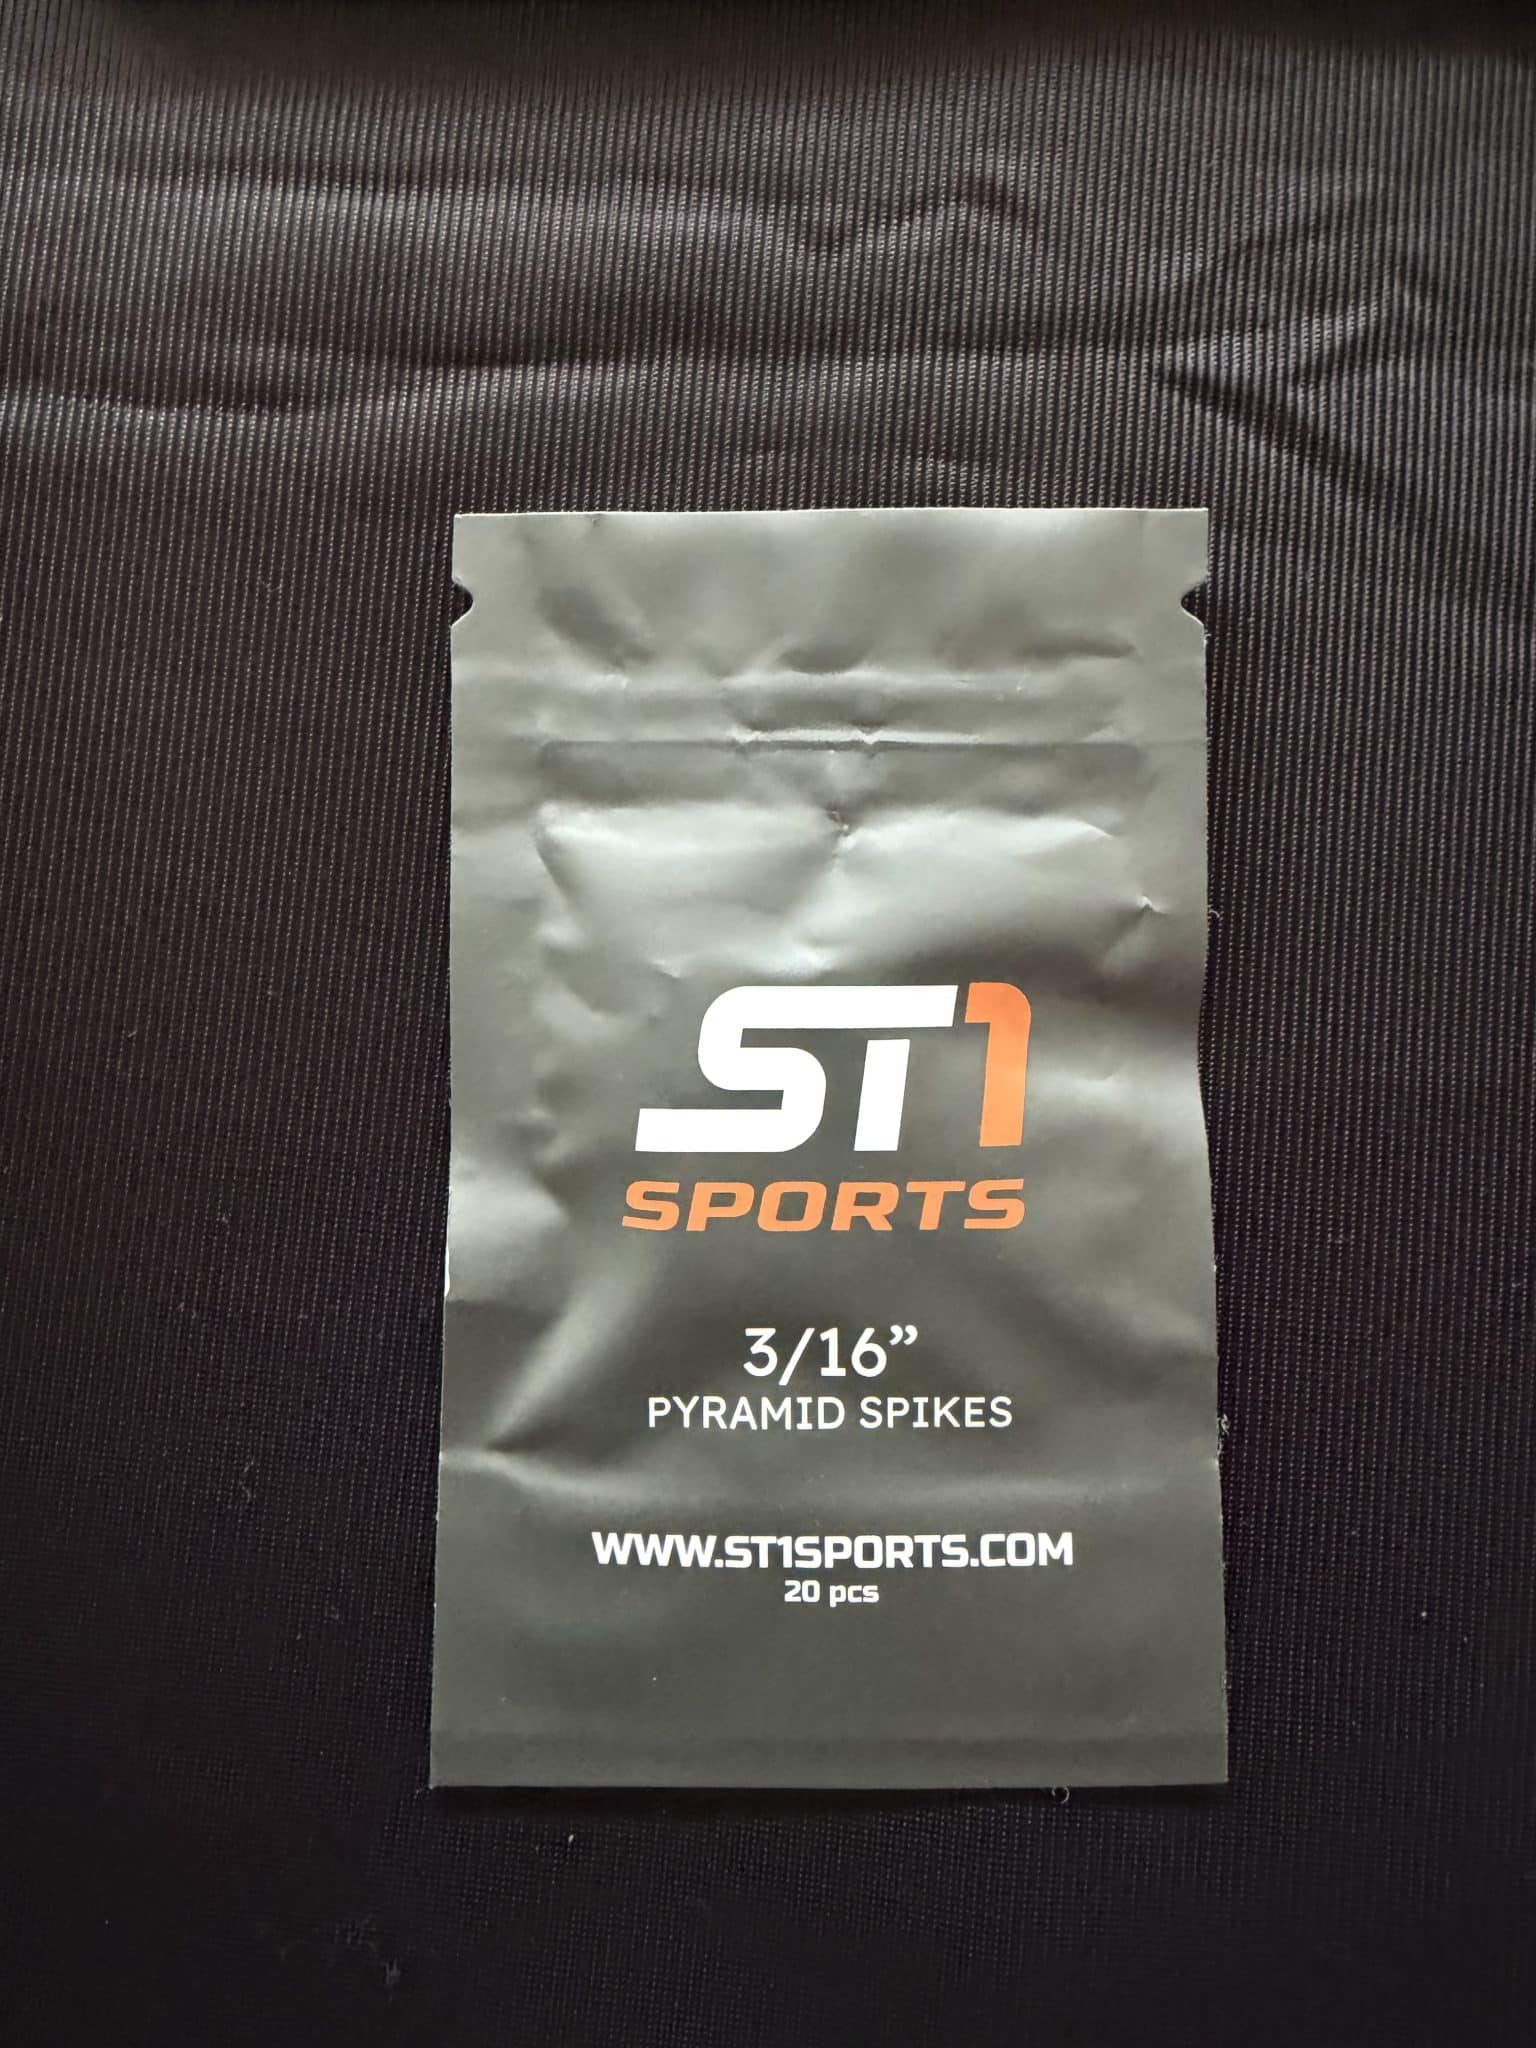 ST1
SPORTS
3/16”
PYRAMID SPIKES
WWW.ST1SPORTS.COM
20 pcs